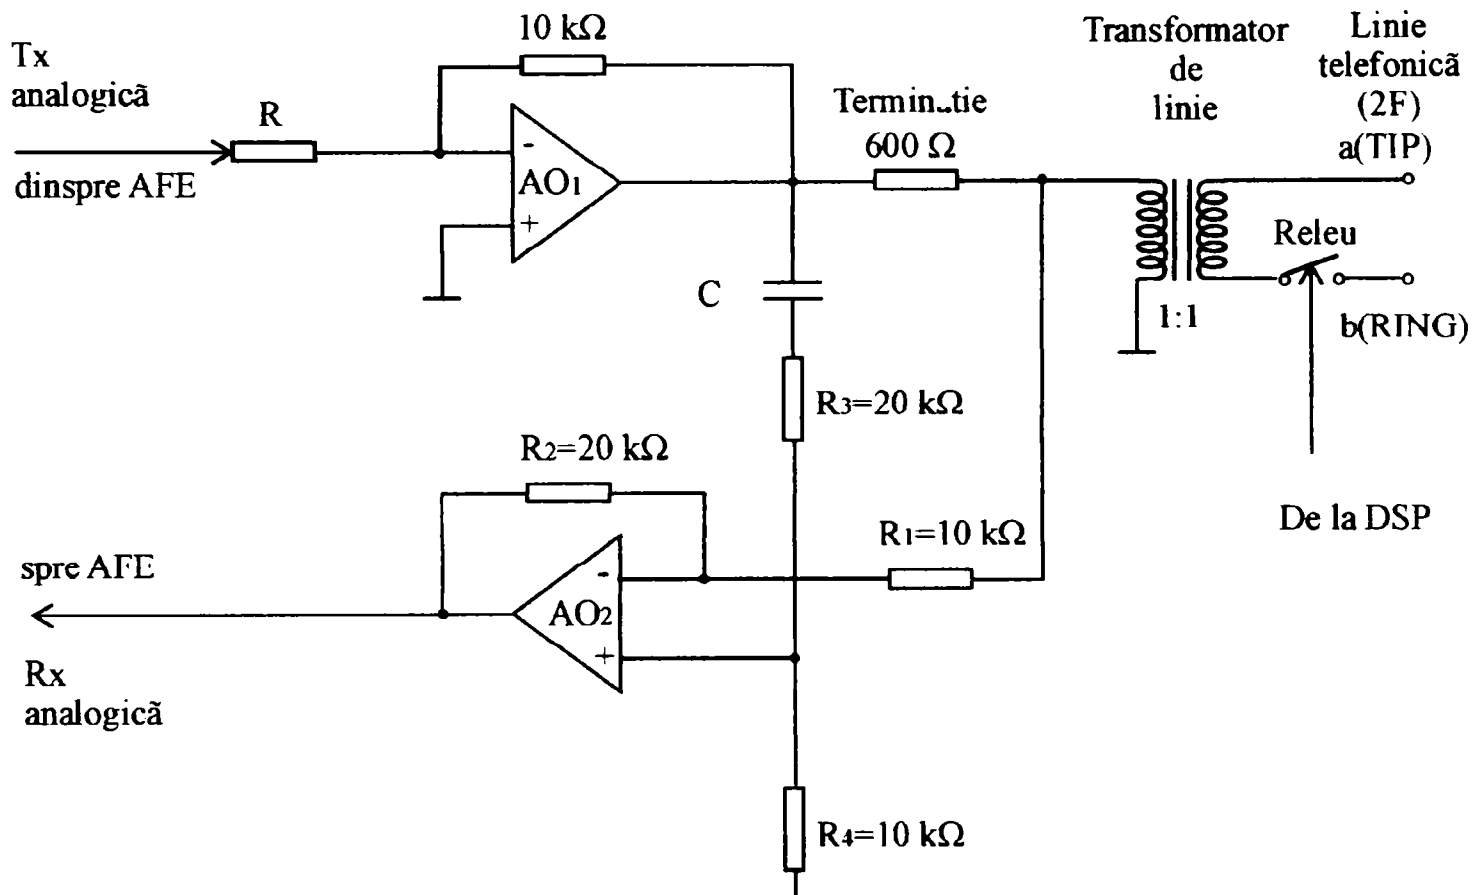 Tx
analogică
dinspre AFE
R
10 kΩ
-
AO1
+
600 Ω
Transformator
de
linie
Linie
telefonică
(2F)
a(TIP)
Releu
b(RING)
1:1
C
R3=20 kΩ
R2=20 kΩ
R1=10 kΩ
De la DSP
spre AFE
-
AO2
+
Rx
analogică
R4=10 kΩ